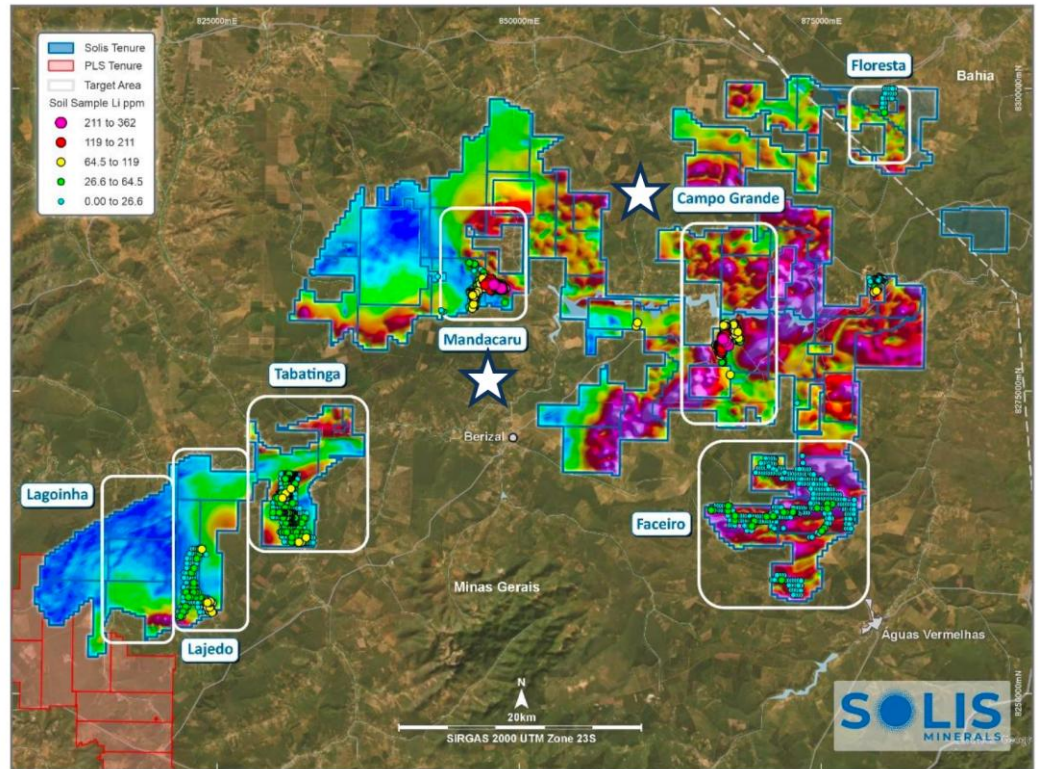 825000mE
850000mE
875000mE
Solis Tenure
PLS Tenure
Target Area
Soil Sample Li ppm
211 to 362
119 to 211
64.5 to 119
26.6 to 64.5
0.00 to 26.6
Floresta
Bahia
8300000mN
Campo Grande
Mandacaru
Tabatinga
8275000mN
Berizal
Lagoinha
Faceiro
Minas Gerais
Águas Vermelhas
Lajedo
N
20km
SIRGAS 2000 UTM Zone 23S
8250000mN
SOLIS
MINERALS